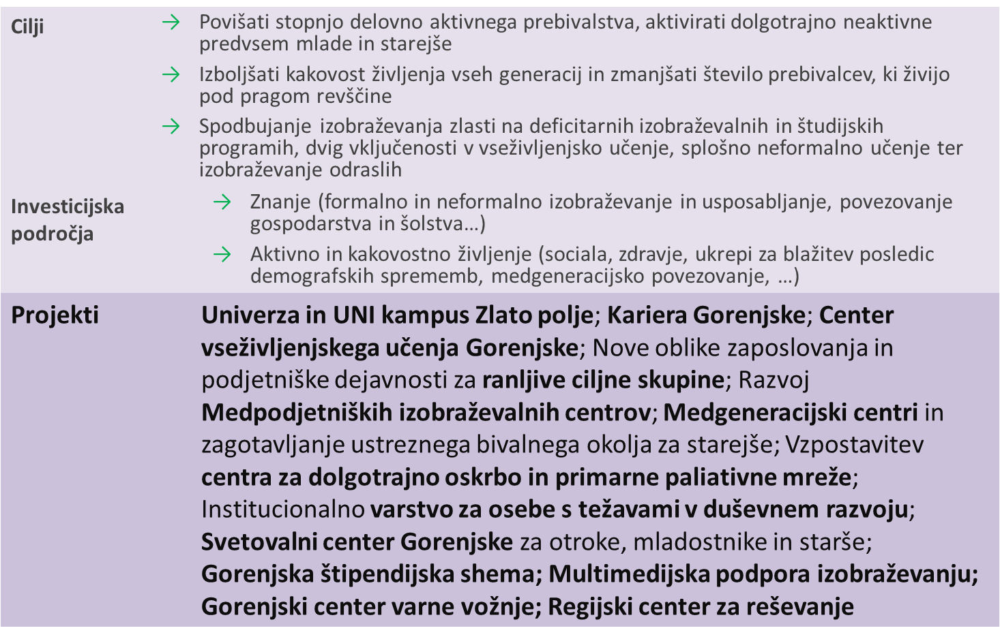 Cilji
→ Povišati stopnjo delovno aktivnega prebivalstva, aktivirati dolgotrajno neaktivne
predvsem mlade in starejše
→ Izboljšati kakovost življenja vseh generacij in zmanjšati število prebivalcev, ki živijo
pod pragom revščine
→ Spodbujanje izobraževanja zlasti na deficitarnih izobraževalnih in študijskih
programih, dvig vključenosti v vseživljenjsko učenje, splošno neformalno učenje ter
izobraževanje odraslih
Investicijska
področja
→ Znanje (formalno in neformalno izobraževanje in usposabljanje, povezovanje
gospodarstva in šolstva...)
→ Aktivno in kakovostno življenje (sociala, zdravje, ukrepi za blažitev posledic
demografskih sprememb, medgeneracijsko povezovanje, ...)
Projekti
Univerza in UNI kampus Zlato polje; Kariera Gorenjske; Center
vseživljenjskega učenja Gorenjske; Nove oblike zaposlovanja in
podjetniške dejavnosti za ranljive ciljne skupine; Razvoj
Medpodjetniških izobraževalnih centrov; Medgeneracijski centri in
zagotavljanje ustreznega bivalnega okolja za starejše; Vzpostavitev
centra za dolgotrajno oskrbo in primarne paliativne mreže;
Institucionalno varstvo za osebe s težavami v duševnem razvoju;
Svetovalni center Gorenjske za otroke, mladostnike in starše;
Gorenjska štipendijska shema; Multimedijska podpora izobraževanju;
Gorenjski center varne vožnje; Regijski center za reševanje